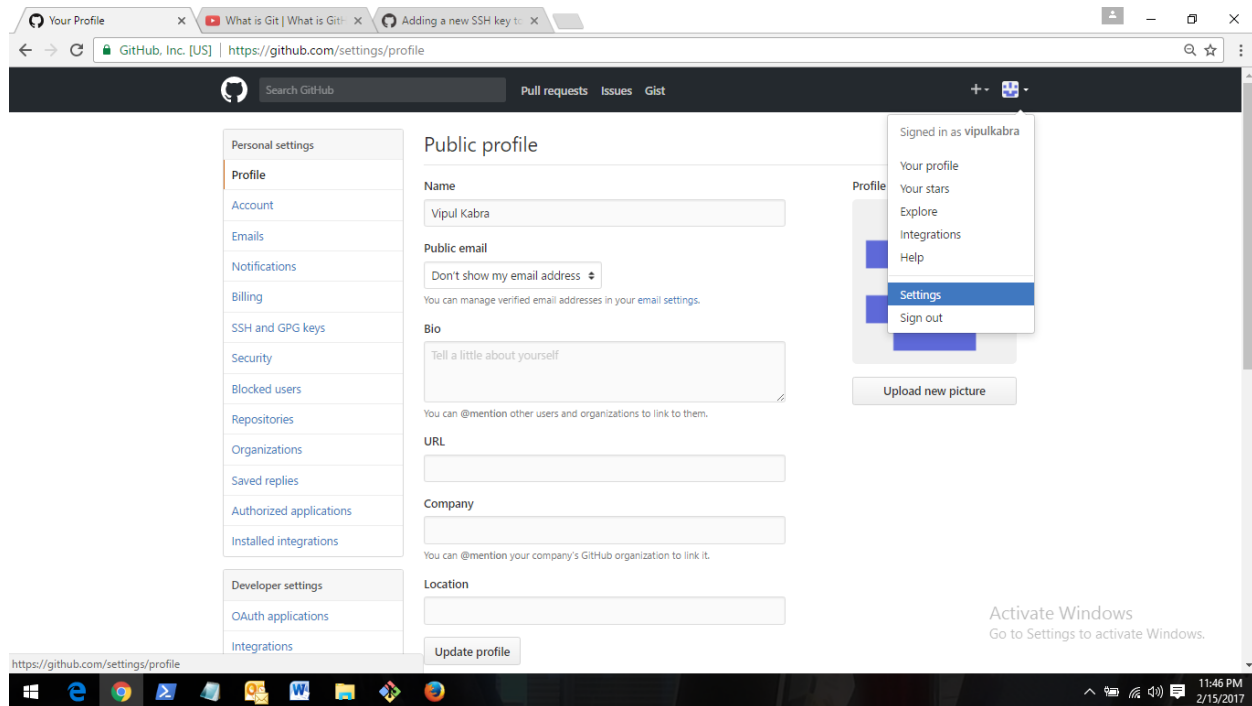 Your Profile
What is Git | What is GitH
Adding a new SSH key to
GitHub, Inc. [US]
https://github.com/settings/profile
Search GitHub
Pull requests Issues Gist
Signed in as vipulkabra
Your profile
Your stars
Explore
Integrations
Help
Settings
Sign out
Personal settings
Profile
Account
Emails
Notifications
Billing
SSH and GPG keys
Security
Blocked users
Repositories
Organizations
Saved replies
Authorized applications
Installed integrations
Developer settings
OAuth applications
Integrations
Public profile
Name
Vipul Kabra
Public email
Don't show my email address
You can manage verified email addresses in your email settings.
Bio
Tell a little about yourself
You can @mention other users and organizations to link to them.
URL
Company
You can @mention your company's GitHub organization to link it.
Location
Update profile
Profile
Upload new picture
Activate Windows
Go to Settings to activate Windows.
https://github.com/settings/profile
11:46 PM
2/15/2017